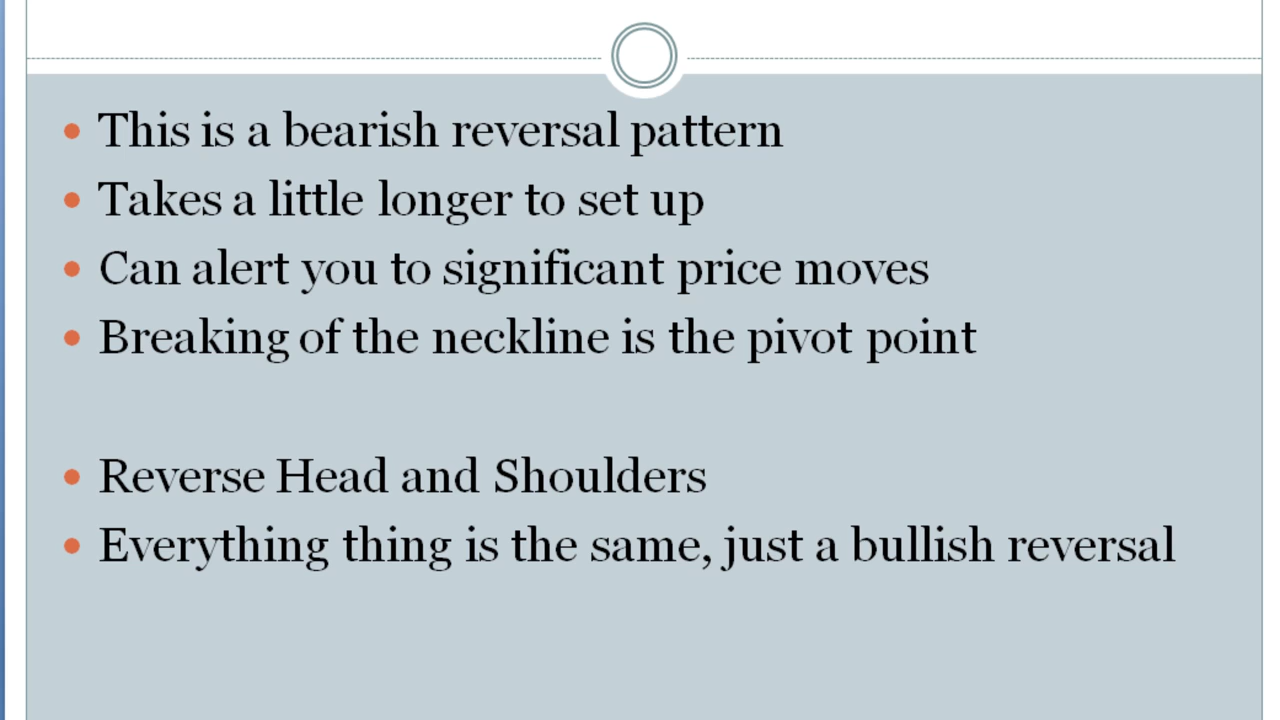 This is a bearish reversal pattern
Takes a little longer to set up
Can alert you to significant price moves
Breaking of the neckline is the pivot point
Reverse Head and Shoulders
Everything thing is the same, just a bullish reversal